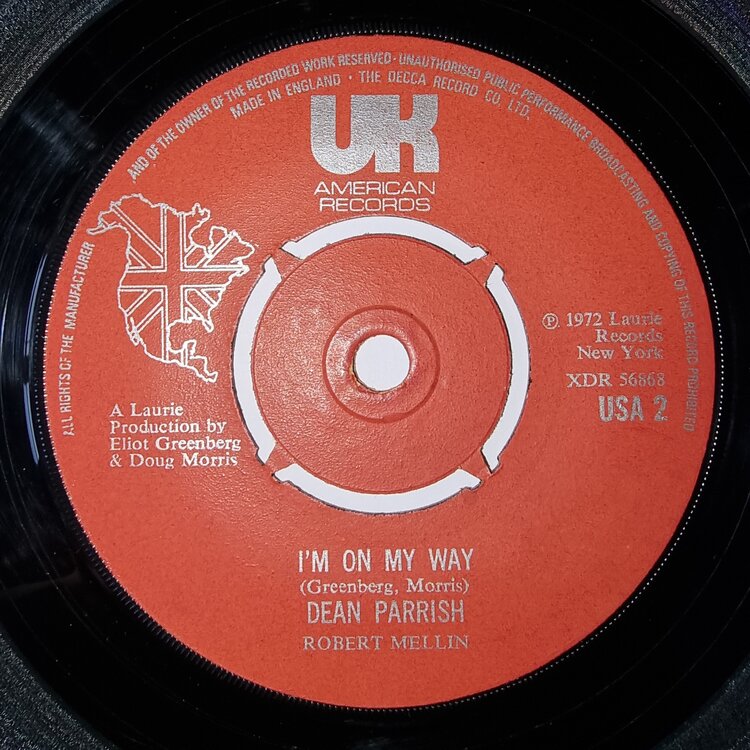 ALL RIGHTS OF THE MANUFACTURER AND OF THE OWNER OF THE RECORDED WORK RESERVED · UNAUTHORISED PUBLIC PERFORMANCE BROADCASTING AND COPYING OF THIS RECORD PROHIBITED
MADE IN ENGLAND · THE DECCA RECORD CO. LTD.
UK
AMERICAN
RECORDS
℗ 1972 Laurie
Records
New York
XDR 56868
USA 2
A Laurie
Production by
Eliot Greenberg
& Doug Morris
I'M ON MY WAY
(Greenberg, Morris)
DEAN PARRISH
ROBERT MELLIN